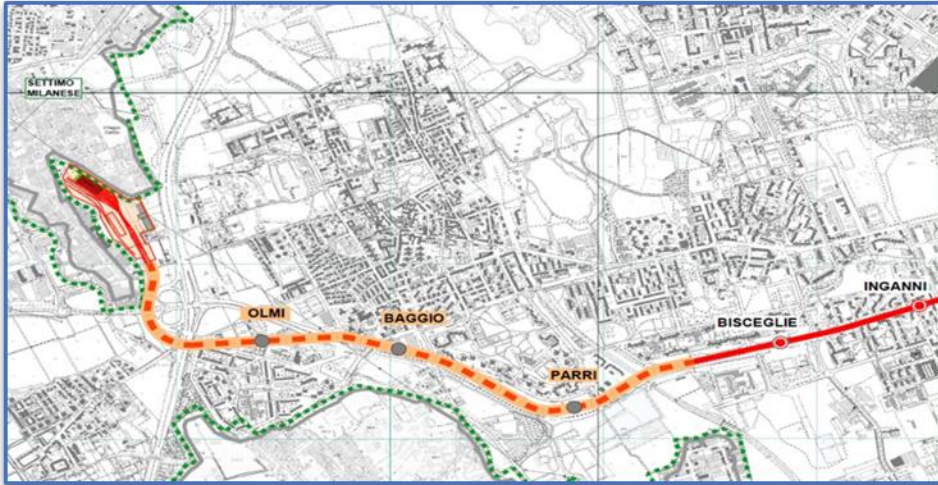 SETTIMO
MILANESE
OLMI
BAGGIO
PARRI
BISCEGLIE
INGANNI